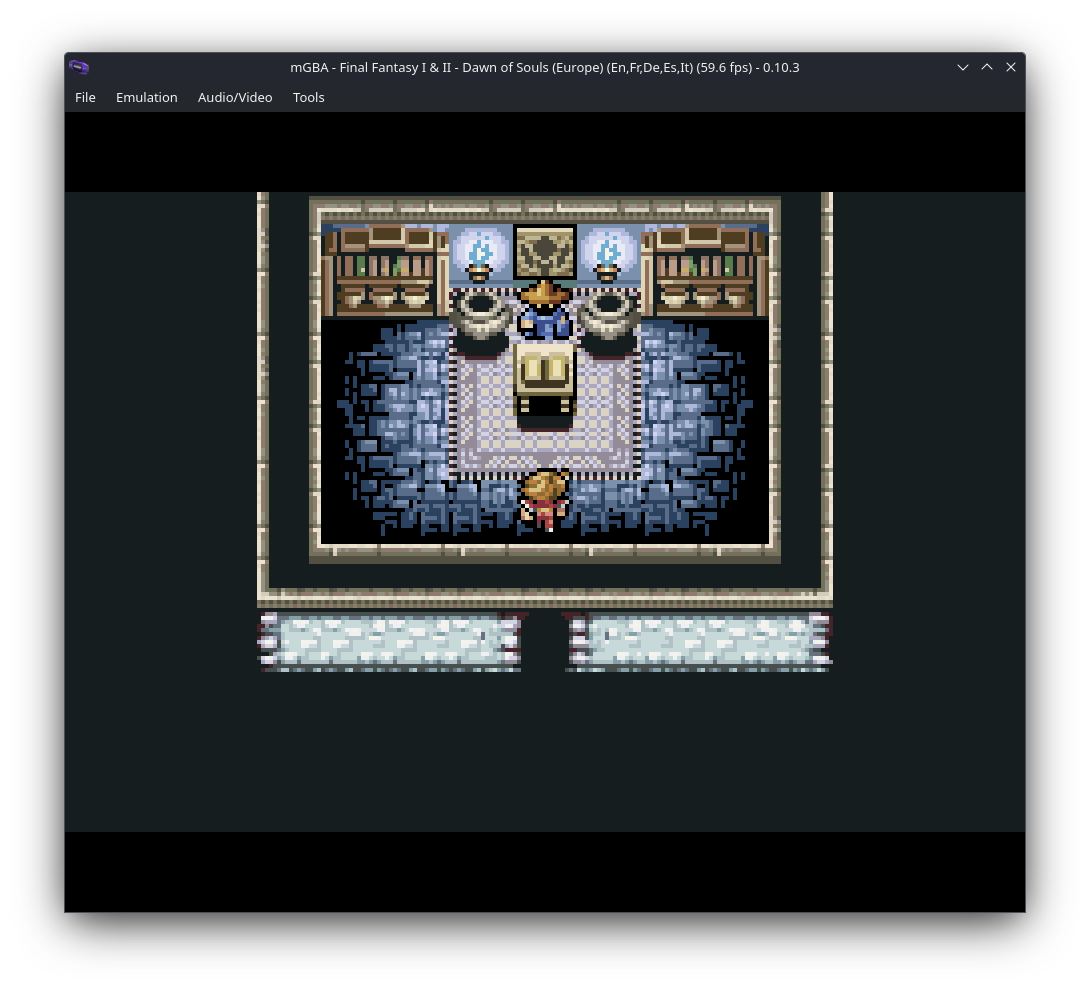 mGBA - Final Fantasy I & II - Dawn of Souls (Europe) (En,Fr,De,Es,It) (59.6 fps) - 0.10.3
File Emulation Audio/Video Tools